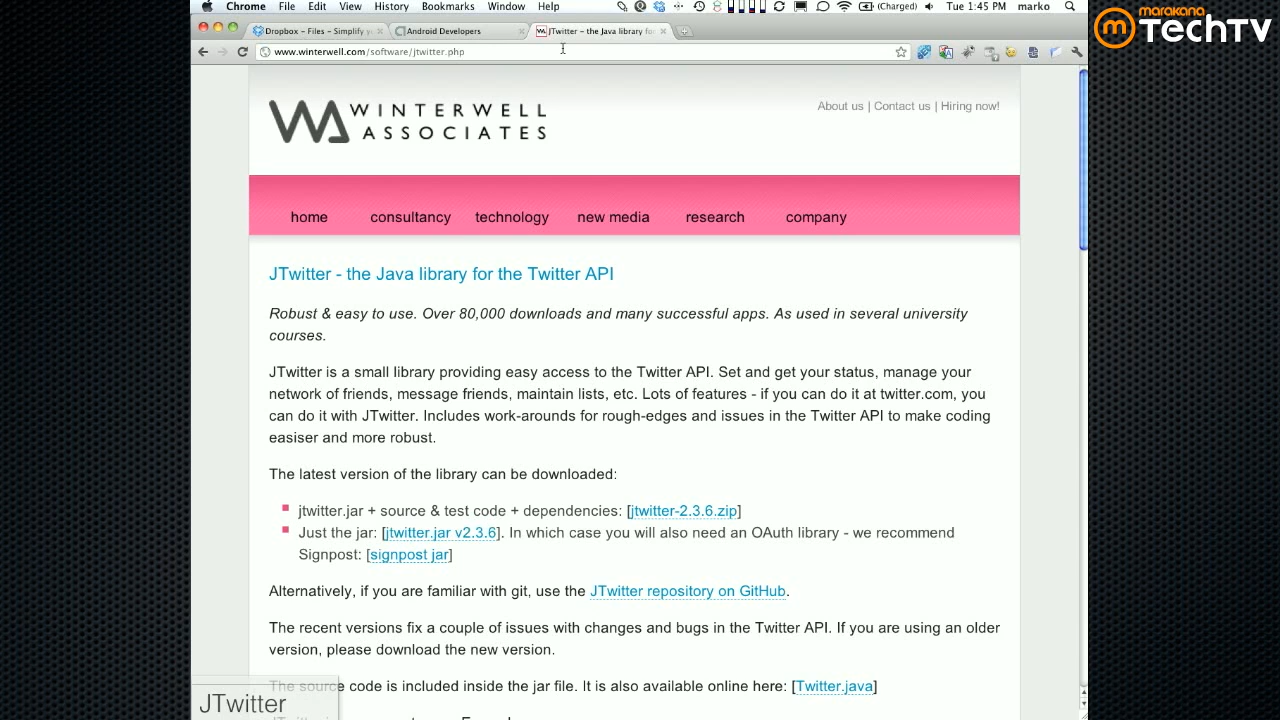 Chrome File Edit View History Bookmarks Window Help (Charged) Tue 1:45 PM marko
marakana
TechTV
Dropbox – Files – Simplify y
Android Developers
JTwitter – the Java library for
www.winterwell.com/software/jtwitter.php
WINTERWELL
ASSOCIATES
About us | Contact us | Hiring now!
home consultancy technology new media research company
JTwitter - the Java library for the Twitter API
Robust & easy to use. Over 80,000 downloads and many successful apps. As used in several university
courses.
JTwitter is a small library providing easy access to the Twitter API. Set and get your status, manage your
network of friends, message friends, maintain lists, etc. Lots of features - if you can do it at twitter.com, you
can do it with JTwitter. Includes work-arounds for rough-edges and issues in the Twitter API to make coding
easiser and more robust.
The latest version of the library can be downloaded:
jtwitter.jar + source & test code + dependencies: [jtwitter-2.3.6.zip]
Just the jar: [jtwitter.jar v2.3.6]. In which case you will also need an OAuth library - we recommend
Signpost: [signpost jar]
Alternatively, if you are familiar with git, use the JTwitter repository on GitHub.
The recent versions fix a couple of issues with changes and bugs in the Twitter API. If you are using an older
version, please download the new version.
The source code is included inside the jar file. It is also available online here: [Twitter.java]
JTwitter